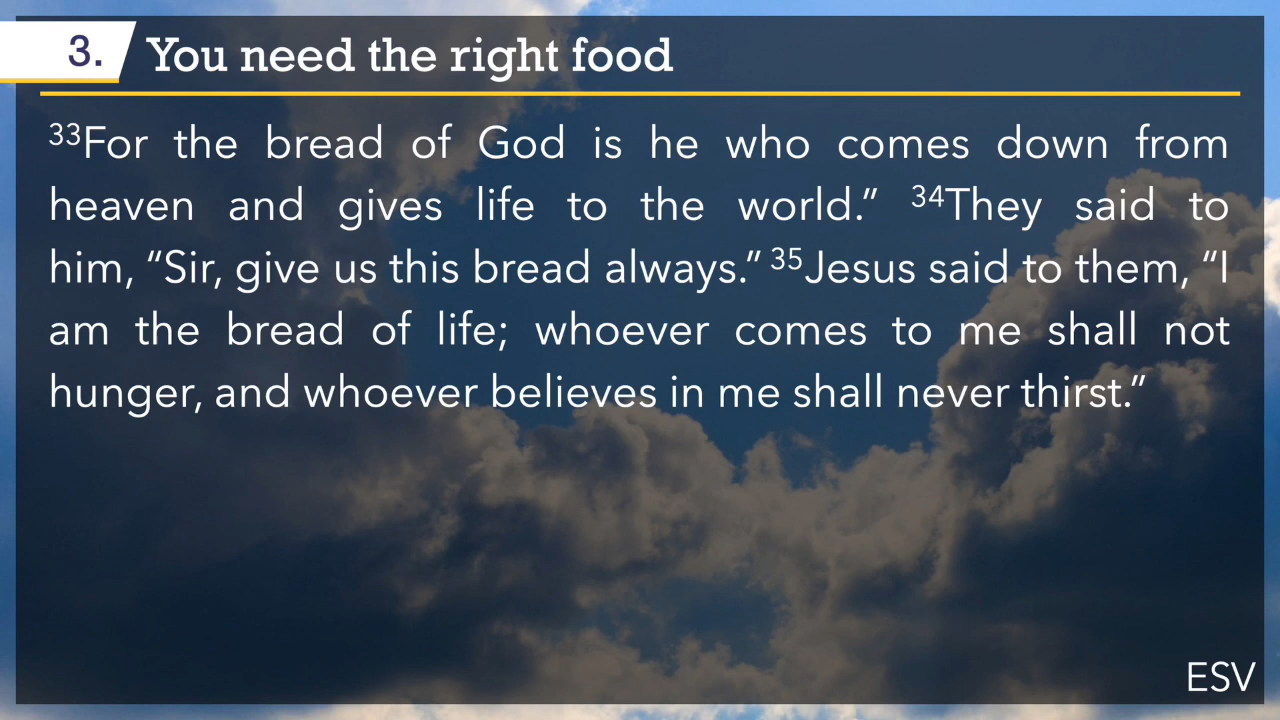 3. You need the right food
³³For the bread of God is he who comes down from
heaven and gives life to the world.” ³⁴They said to
him, “Sir, give us this bread always.” ³⁵Jesus said to them, “I
am the bread of life; whoever comes to me shall not
hunger, and whoever believes in me shall never thirst.”
ESV